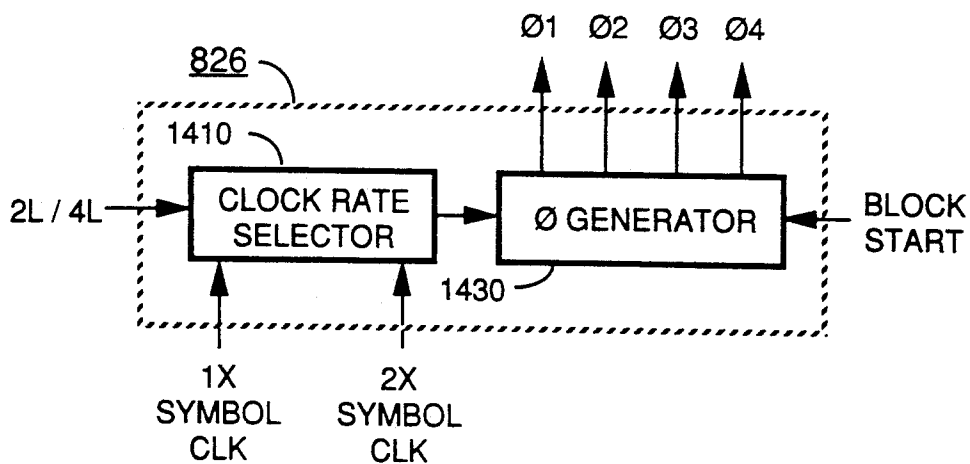 Ø1 Ø2 Ø3 Ø4
826
1410
2L / 4L
CLOCK RATE
SELECTOR
Ø GENERATOR
BLOCK
START
1430
1X
SYMBOL
CLK
2X
SYMBOL
CLK